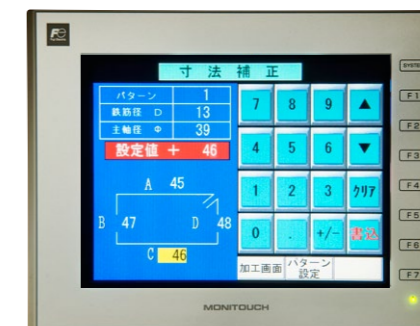 Fe
寸法補正
パターン 1
鉄筋径 D 13
主軸径 Φ 39
設定値 + 46
7 8 9 ▲
4 5 6 ▼
1 2 3 クリア
0 . +/- 書込
A 45
B 47
D 48
C 46
加工画面
パターン設定
SYSTEM
F1
F2
F3
F4
F5
F6
F7
MONITOUCH